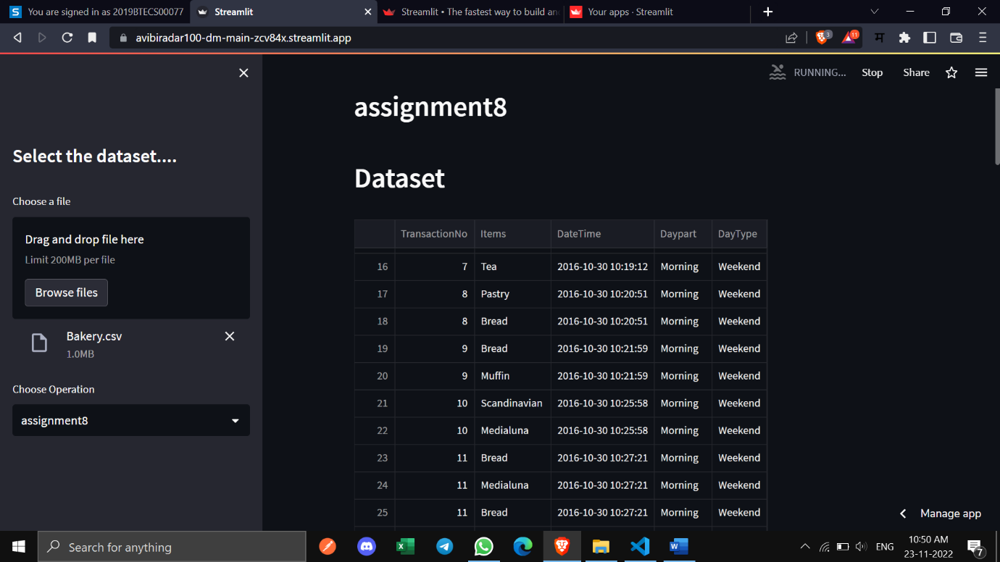 You are signed in as 2019BTECS00077
Streamlit
Streamlit • The fastest way to build and
Your apps · Streamlit
avibiradar100-dm-main-zcv84x.streamlit.app
3
11
म
RUNNING...
Stop
Share
Select the dataset....
Choose a file
Drag and drop file here
Limit 200MB per file
Browse files
Bakery.csv
1.0MB
Choose Operation
assignment8
assignment8
Dataset
TransactionNo Items DateTime Daypart DayType
16 7 Tea 2016-10-30 10:19:12 Morning Weekend
17 8 Pastry 2016-10-30 10:20:51 Morning Weekend
18 8 Bread 2016-10-30 10:20:51 Morning Weekend
19 9 Bread 2016-10-30 10:21:59 Morning Weekend
20 9 Muffin 2016-10-30 10:21:59 Morning Weekend
21 10 Scandinavian 2016-10-30 10:25:58 Morning Weekend
22 10 Medialuna 2016-10-30 10:25:58 Morning Weekend
23 11 Bread 2016-10-30 10:27:21 Morning Weekend
24 11 Medialuna 2016-10-30 10:27:21 Morning Weekend
25 11 Bread 2016-10-30 10:27:21 Morning Weekend
Manage app
Search for anything
ENG
10:50 AM
23-11-2022
7